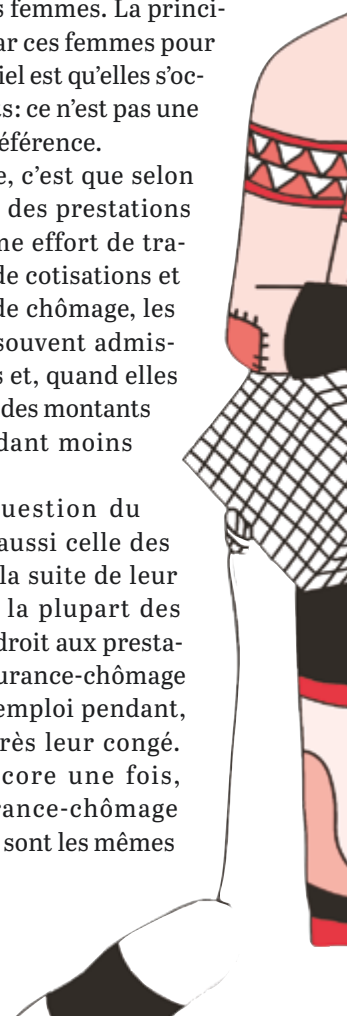 s femmes. La princi-
ar ces femmes pour
iel est qu’elles s’oc-
us: ce n’est pas une
éférence.
e, c’est que selon
des prestations
ne effort de tra-
de cotisations et
de chômage, les
souvent admis-
s et, quand elles
des montants
dant moins
uestion du
aussi celle des
la suite de leur
la plupart des
droit aux presta-
urance-chômage
emploi pendant,
rès leur congé.
core une fois,
rance-chômage
sont les mêmes